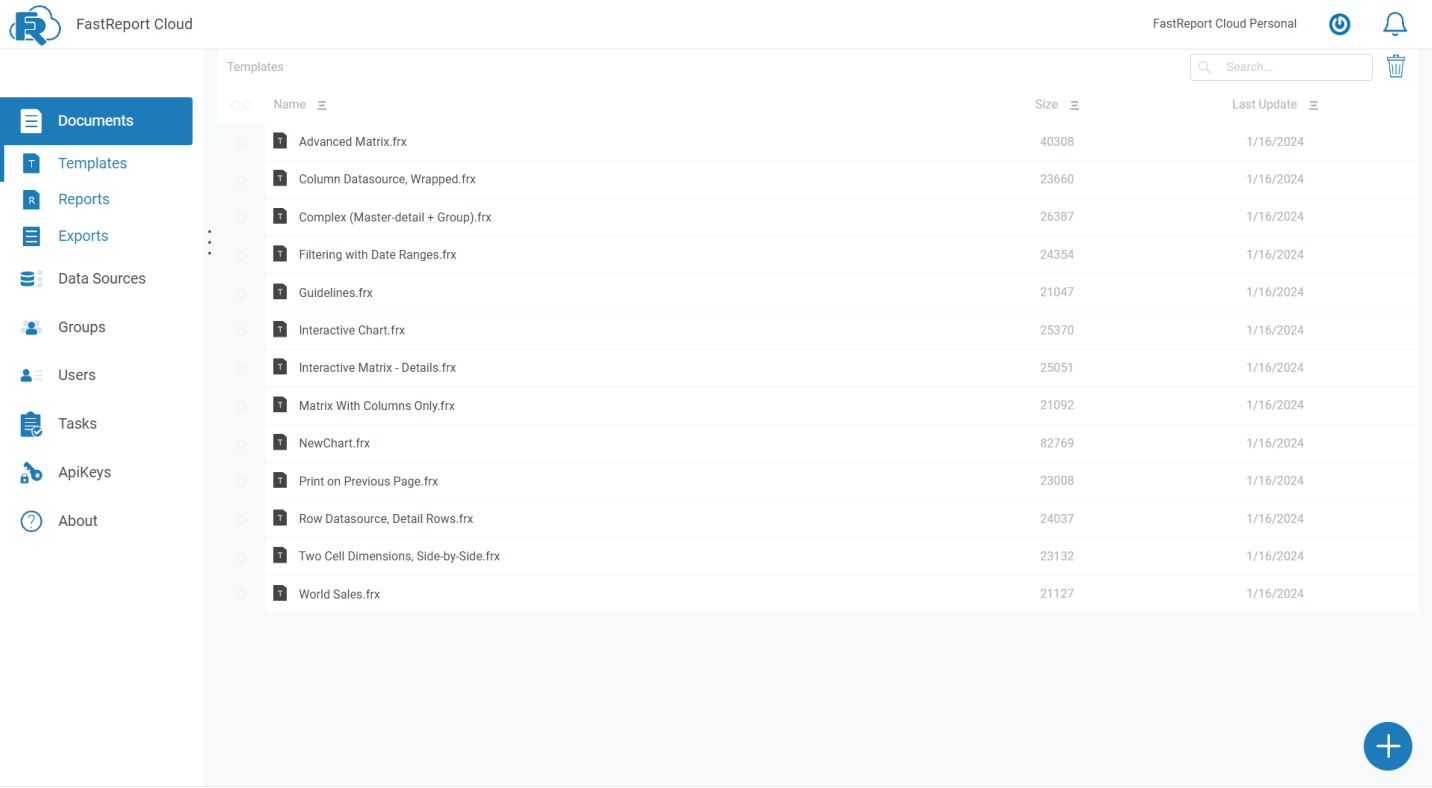 FastReport Cloud
FastReport Cloud Personal
Templates
Search...
Documents
Templates
Reports
Exports
Data Sources
Groups
Users
Tasks
ApiKeys
About
Name Size Last Update
T Advanced Matrix.frx 40308 1/16/2024
T Column Datasource, Wrapped.frx 23660 1/16/2024
T Complex (Master-detail + Group).frx 26387 1/16/2024
T Filtering with Date Ranges.frx 24354 1/16/2024
T Guidelines.frx 21047 1/16/2024
T Interactive Chart.frx 25370 1/16/2024
T Interactive Matrix - Details.frx 25051 1/16/2024
T Matrix With Columns Only.frx 21092 1/16/2024
T NewChart.frx 82769 1/16/2024
T Print on Previous Page.frx 23008 1/16/2024
T Row Datasource, Detail Rows.frx 24037 1/16/2024
T Two Cell Dimensions, Side-by-Side.frx 23132 1/16/2024
T World Sales.frx 21127 1/16/2024